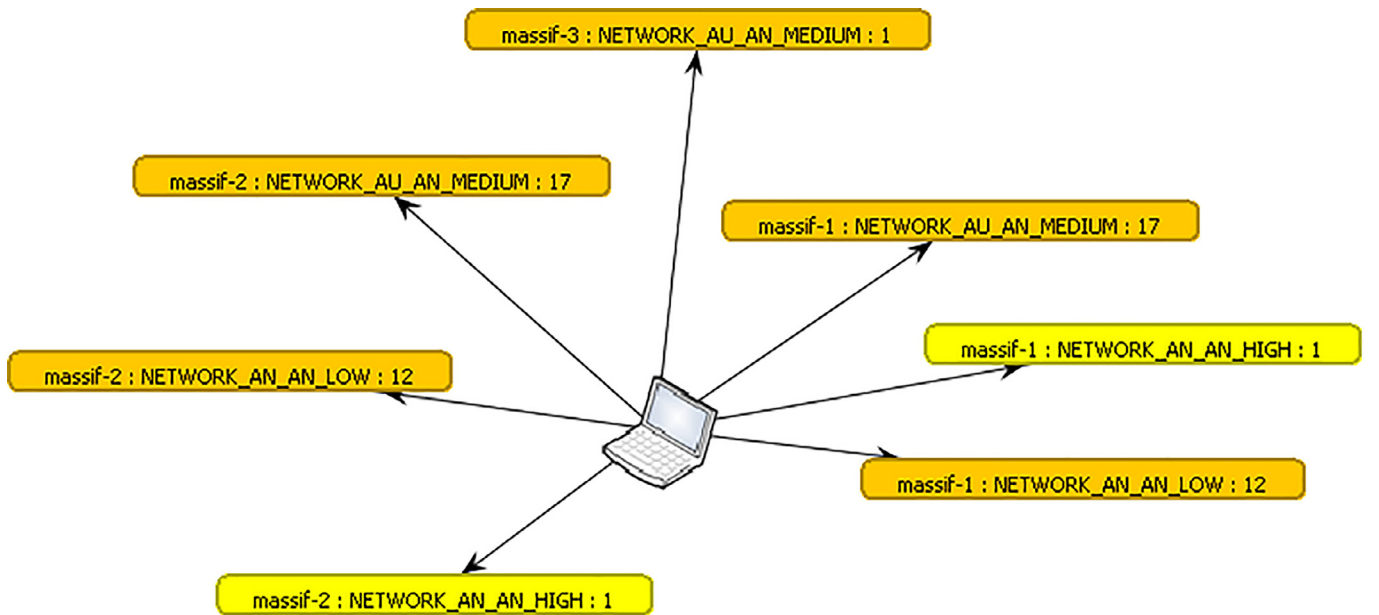 massif-3 : NETWORK_AU_AN_MEDIUM : 1
massif-2 : NETWORK_AU_AN_MEDIUM : 17
massif-1 : NETWORK_AU_AN_MEDIUM : 17
massif-1 : NETWORK_AN_AN_HIGH : 1
massif-2 : NETWORK_AN_AN_LOW : 12
massif-1 : NETWORK_AN_AN_LOW : 12
massif-2 : NETWORK_AN_AN_HIGH : 1